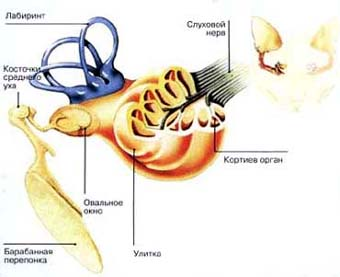 Лабиринт
Слуховой
нерв
Косточки
среднего
уха
Кортиев орган
Овальное
окно
Барабанная
перепонка
Улитка